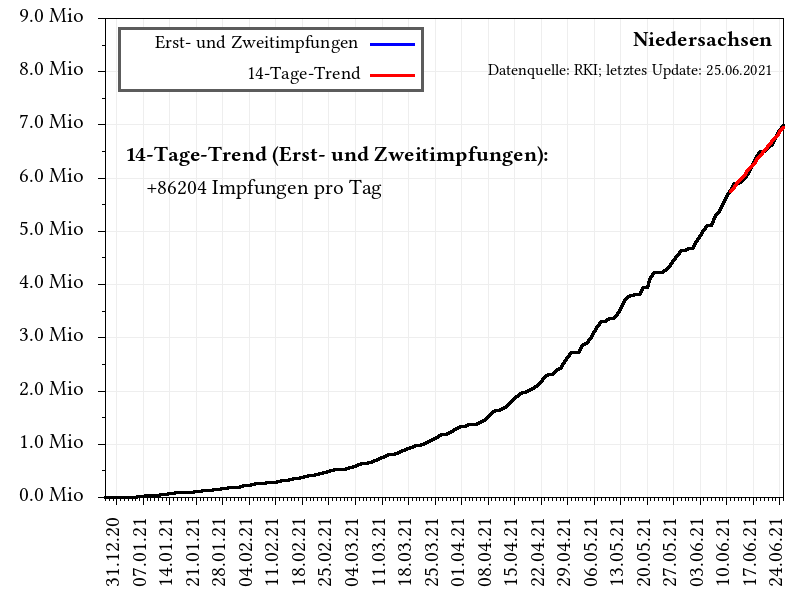 9.0 Mio
8.0 Mio
7.0 Mio
6.0 Mio
5.0 Mio
4.0 Mio
3.0 Mio
2.0 Mio
1.0 Mio
0.0 Mio
Erst- und Zweitimpfungen
14-Tage-Trend
Niedersachsen
Datenquelle: RKI; letztes Update: 25.06.2021
14-Tage-Trend (Erst- und Zweitimpfungen):
+86204 Impfungen pro Tag
31.12.20
07.01.21
14.01.21
21.01.21
28.01.21
04.02.21
11.02.21
18.02.21
25.02.21
04.03.21
11.03.21
18.03.21
25.03.21
01.04.21
08.04.21
15.04.21
22.04.21
29.04.21
06.05.21
13.05.21
20.05.21
27.05.21
03.06.21
10.06.21
17.06.21
24.06.21